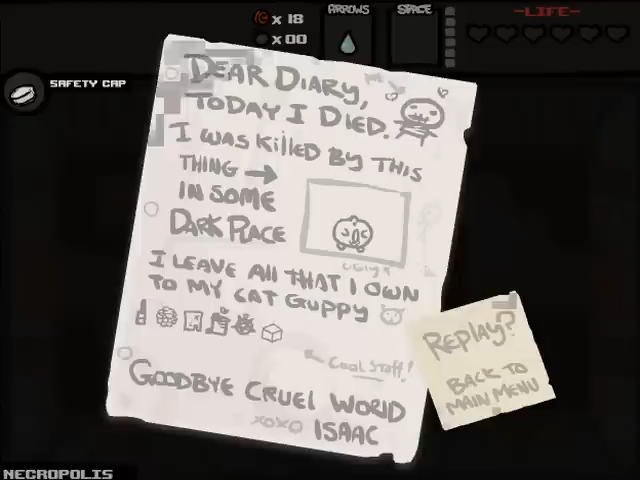 x 18
x 00
ARROWS
SPACE
-LIFE-
SAFETY CAP
DEAR DIARY,
TODAY I DIED.
I WAS KILLED BY THIS
THING →
IN SOME
DARK PLACE
I LEAVE ALL THAT I OWN
TO MY CAT GUPPY
COOL STUFF!
GOODBYE CRUEL WORLD
XOXO ISAAC
REPLAY?
BACK TO
MAIN MENU
NECROPOLIS